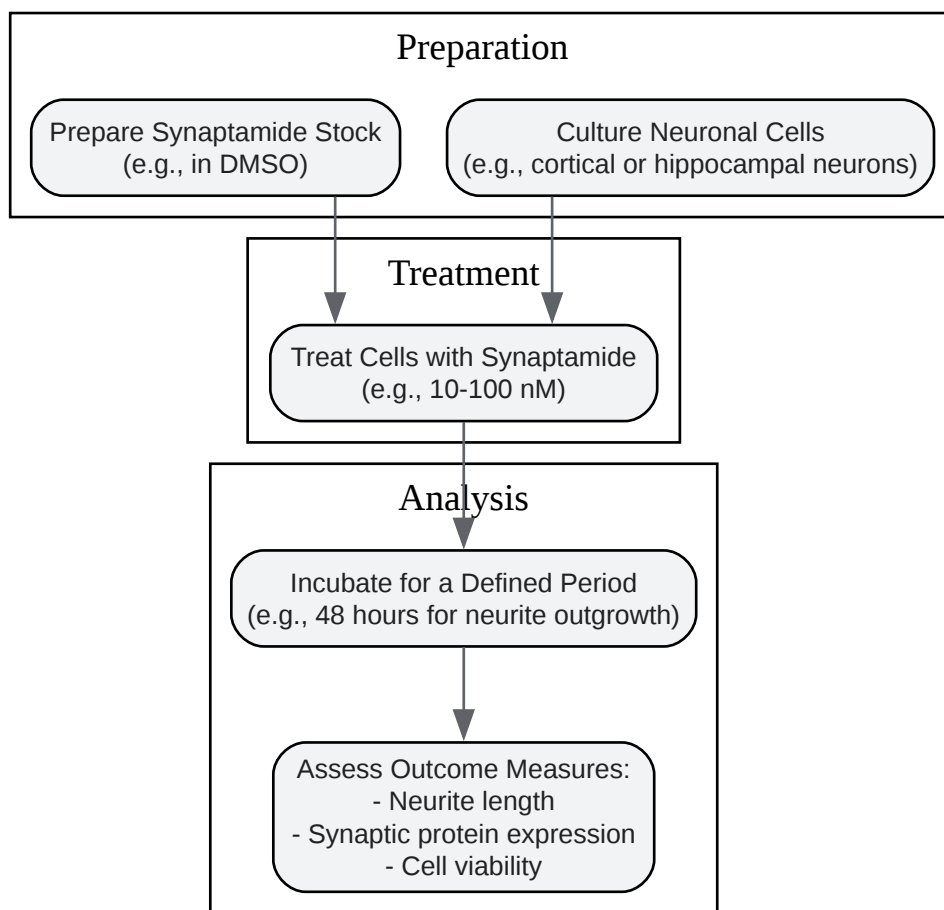 Preparation
Prepare Synaptamide Stock
(e.g., in DMSO)
Culture Neuronal Cells
(e.g., cortical or hippocampal neurons)
Treatment
Treat Cells with Synaptamide
(e.g., 10-100 nM)
Analysis
Incubate for a Defined Period
(e.g., 48 hours for neurite outgrowth)
Assess Outcome Measures:
- Neurite length
- Synaptic protein expression
- Cell viability